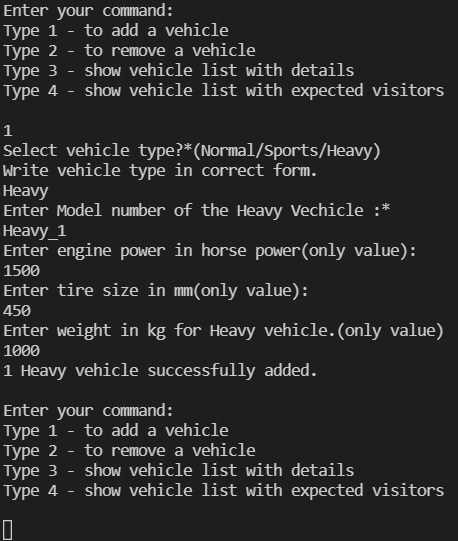 Enter your command:
Type 1 - to add a vehicle
Type 2 - to remove a vehicle
Type 3 - show vehicle list with details
Type 4 - show vehicle list with expected visitors
1
Select vehicle type?*(Normal/Sports/Heavy)
Write vehicle type in correct form.
Heavy
Enter Model number of the Heavy Vechicle :*
Heavy_1
Enter engine power in horse power(only value):
1500
Enter tire size in mm(only value):
450
Enter weight in kg for Heavy vehicle.(only value)
1000
1 Heavy vehicle successfully added.
Enter your command:
Type 1 - to add a vehicle
Type 2 - to remove a vehicle
Type 3 - show vehicle list with details
Type 4 - show vehicle list with expected visitors